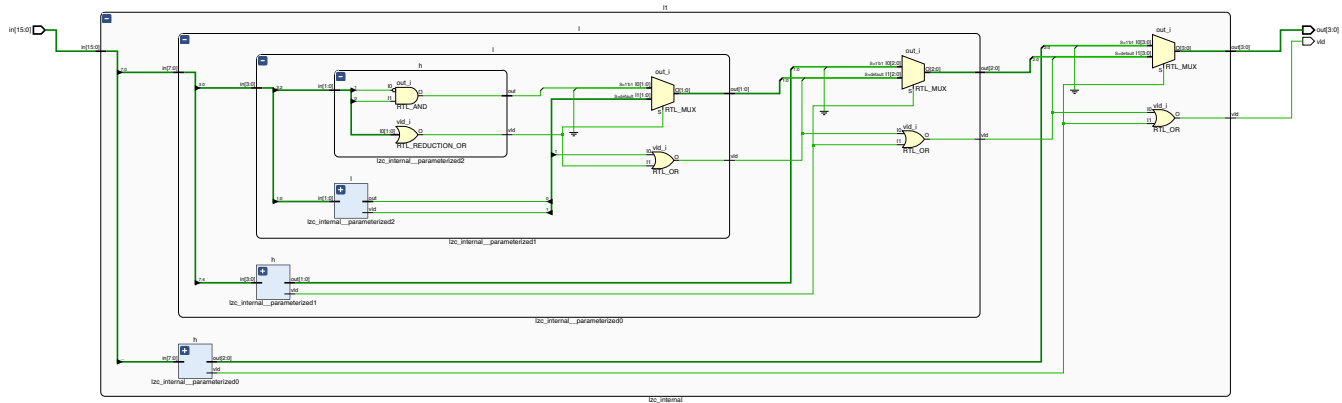 l1
in[15:0]
in[15:0]
7:0
in[7:0]
l
3:0
in[3:0]
l
3:2
in[1:0]
h
out_i
I0
I1
O
RTL_AND
out
vld_i
I0[1:0]
O
RTL_REDUCTION_OR
vld
lzc_internal__parameterized2
l
1:0
in[1:0]
out
vld
lzc_internal__parameterized2
out_i
S=1'b1 I0[1:0]
S=default I1[1:0]
O[1:0]
S
RTL_MUX
out[1:0]
vld_i
I0
I1
O
RTL_OR
vld
lzc_internal__parameterized1
h
7:4
in[3:0]
out[1:0]
vld
lzc_internal__parameterized1
out_i
S=1'b1 I0[2:0]
S=default I1[2:0]
O[2:0]
S
RTL_MUX
out[2:0]
vld_i
I0
I1
O
RTL_OR
vld
lzc_internal__parameterized0
h
in[7:0]
out[2:0]
vld
lzc_internal__parameterized0
out_i
S=1'b1 I0[3:0]
S=default I1[3:0]
O[3:0]
S
RTL_MUX
out[3:0]
out[3:0]
vld
vld_i
I0
I1
O
RTL_OR
vld
lzc_internal